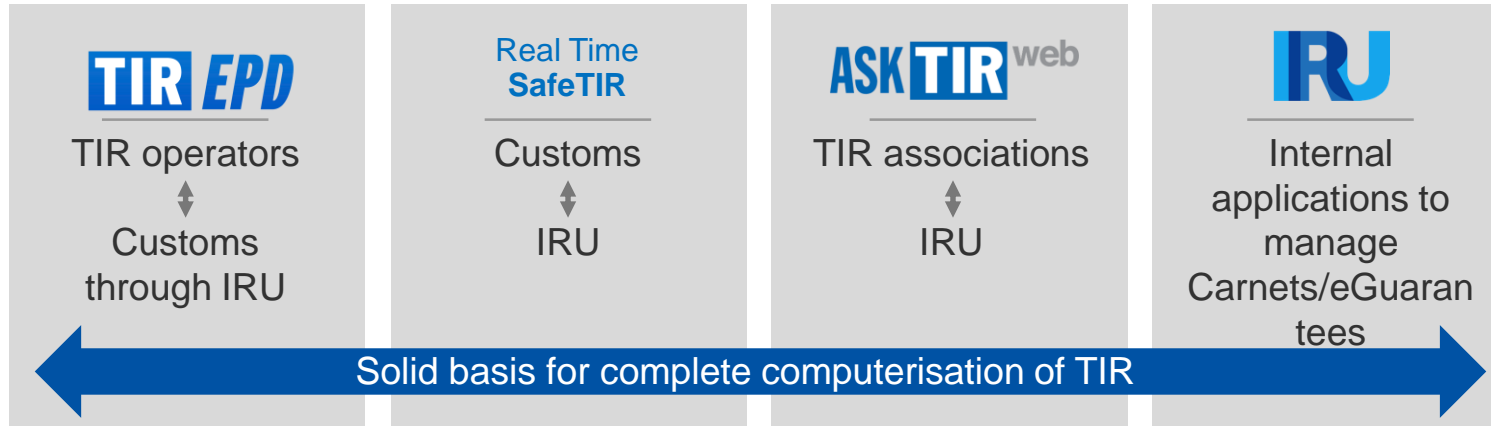 TIR EPD
TIR operators
Customs
through IRU
Real Time
SafeTIR
Customs
IRU
ASK TIR web
TIR associations
IRU
IRU
Internal
applications to
manage
Carnets/eGuaran
tees
Solid basis for complete computerisation of TIR